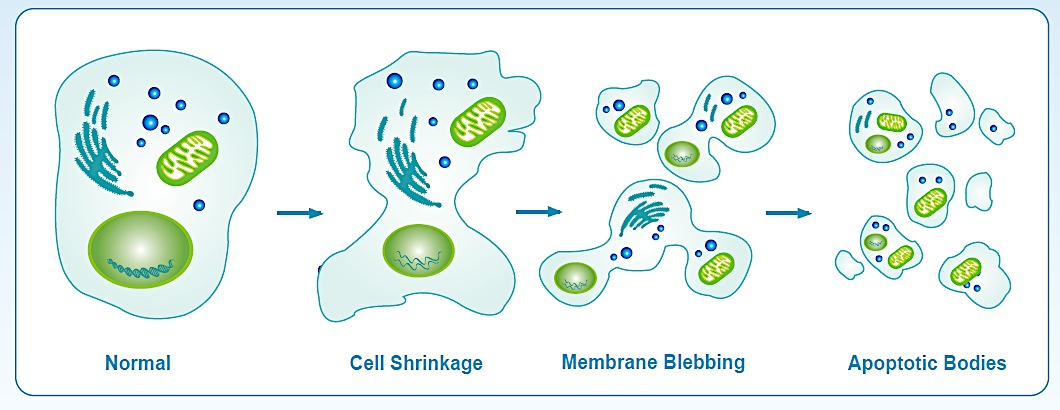 Normal
Cell Shrinkage
Membrane Blebbing
Apoptotic Bodies